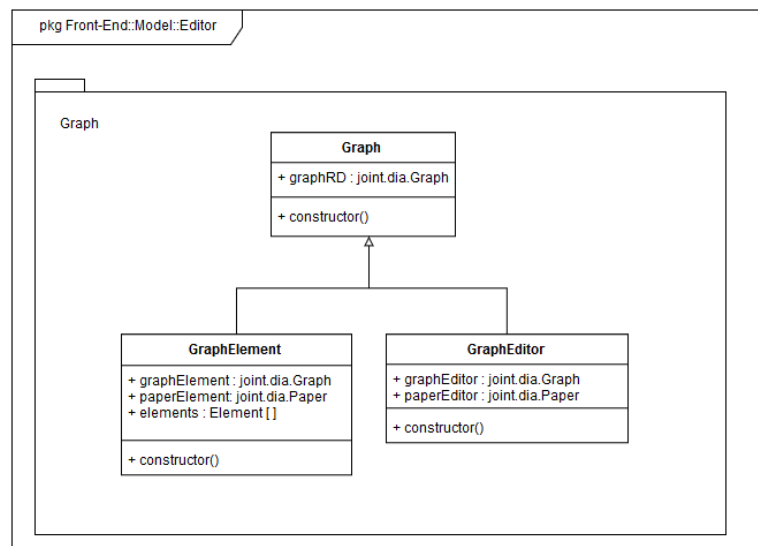 pkg Front-End::Model::Editor
Graph
Graph
+ graphRD : joint.dia.Graph
+ constructor()
GraphElement
+ graphElement : joint.dia.Graph
+ paperElement: joint.dia.Paper
+ elements : Element [ ]
+ constructor()
GraphEditor
+ graphEditor : joint.dia.Graph
+ paperEditor : joint.dia.Paper
+ constructor()